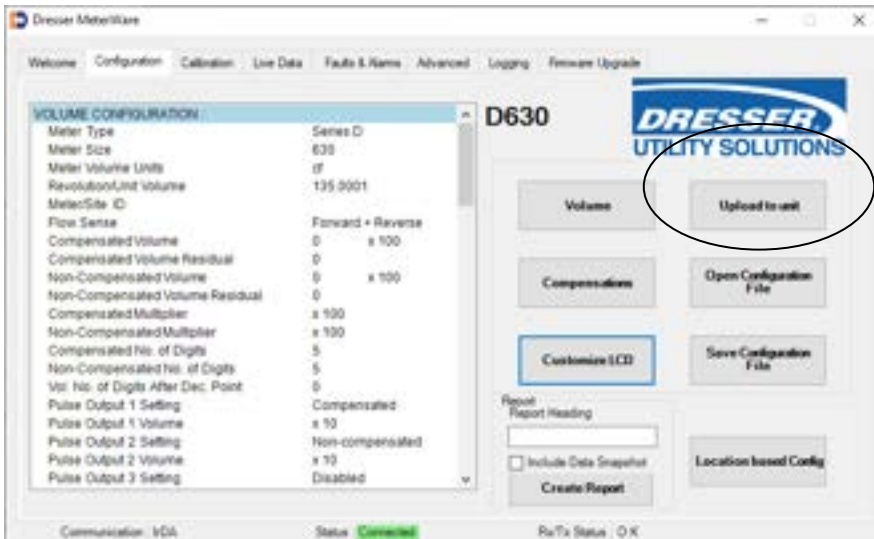 Dresser MeterWare
Welcome Configuration Calibration Live Data Faults & Alarms Advanced Logging Firmware Upgrade
VOLUME CONFIGURATION
Meter Type Series D
Meter Size 630
Meter Volume Units cf
Revolution/Unit Volume 135.0001
Meter/Site ID
Flow Sense Forward + Reverse
Compensated Volume 0 x 100
Compensated Volume Residual 0
Non-Compensated Volume 0 x 100
Non-Compensated Volume Residual 0
Compensated Multiplier x 100
Non-Compensated Multiplier x 100
Compensated No. of Digits 5
Non-Compensated No. of Digits 5
Vol. No. of Digits After Dec. Point 0
Pulse Output 1 Setting Compensated
Pulse Output 1 Volume x 10
Pulse Output 2 Setting Non-compensated
Pulse Output 2 Volume x 10
Pulse Output 3 Setting Disabled
D630
DRESSER
UTILITY SOLUTIONS
Volume
Upload to unit
Compensations
Open Configuration
File
Customize LCD
Save Configuration
File
Report
Report Heading
Include Data Snapshot
Create Report
Location based Config
Communication : IrDA Status : Connected Rx/Tx Status : O K